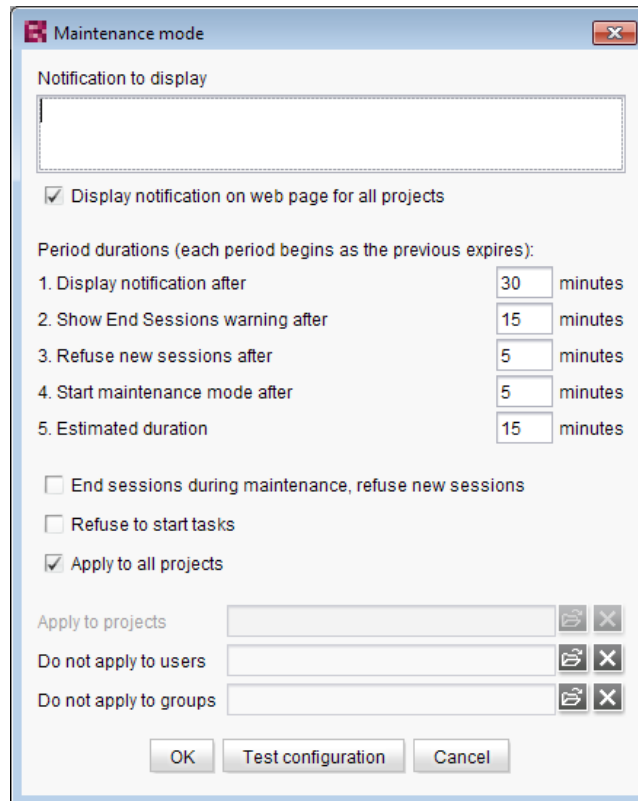 Maintenance mode
Notification to display
Display notification on web page for all projects
Period durations (each period begins as the previous expires):
1. Display notification after 30 minutes
2. Show End Sessions warning after 15 minutes
3. Refuse new sessions after 5 minutes
4. Start maintenance mode after 5 minutes
5. Estimated duration 15 minutes
End sessions during maintenance, refuse new sessions
Refuse to start tasks
Apply to all projects
Apply to projects
Do not apply to users
Do not apply to groups
OK Test configuration Cancel